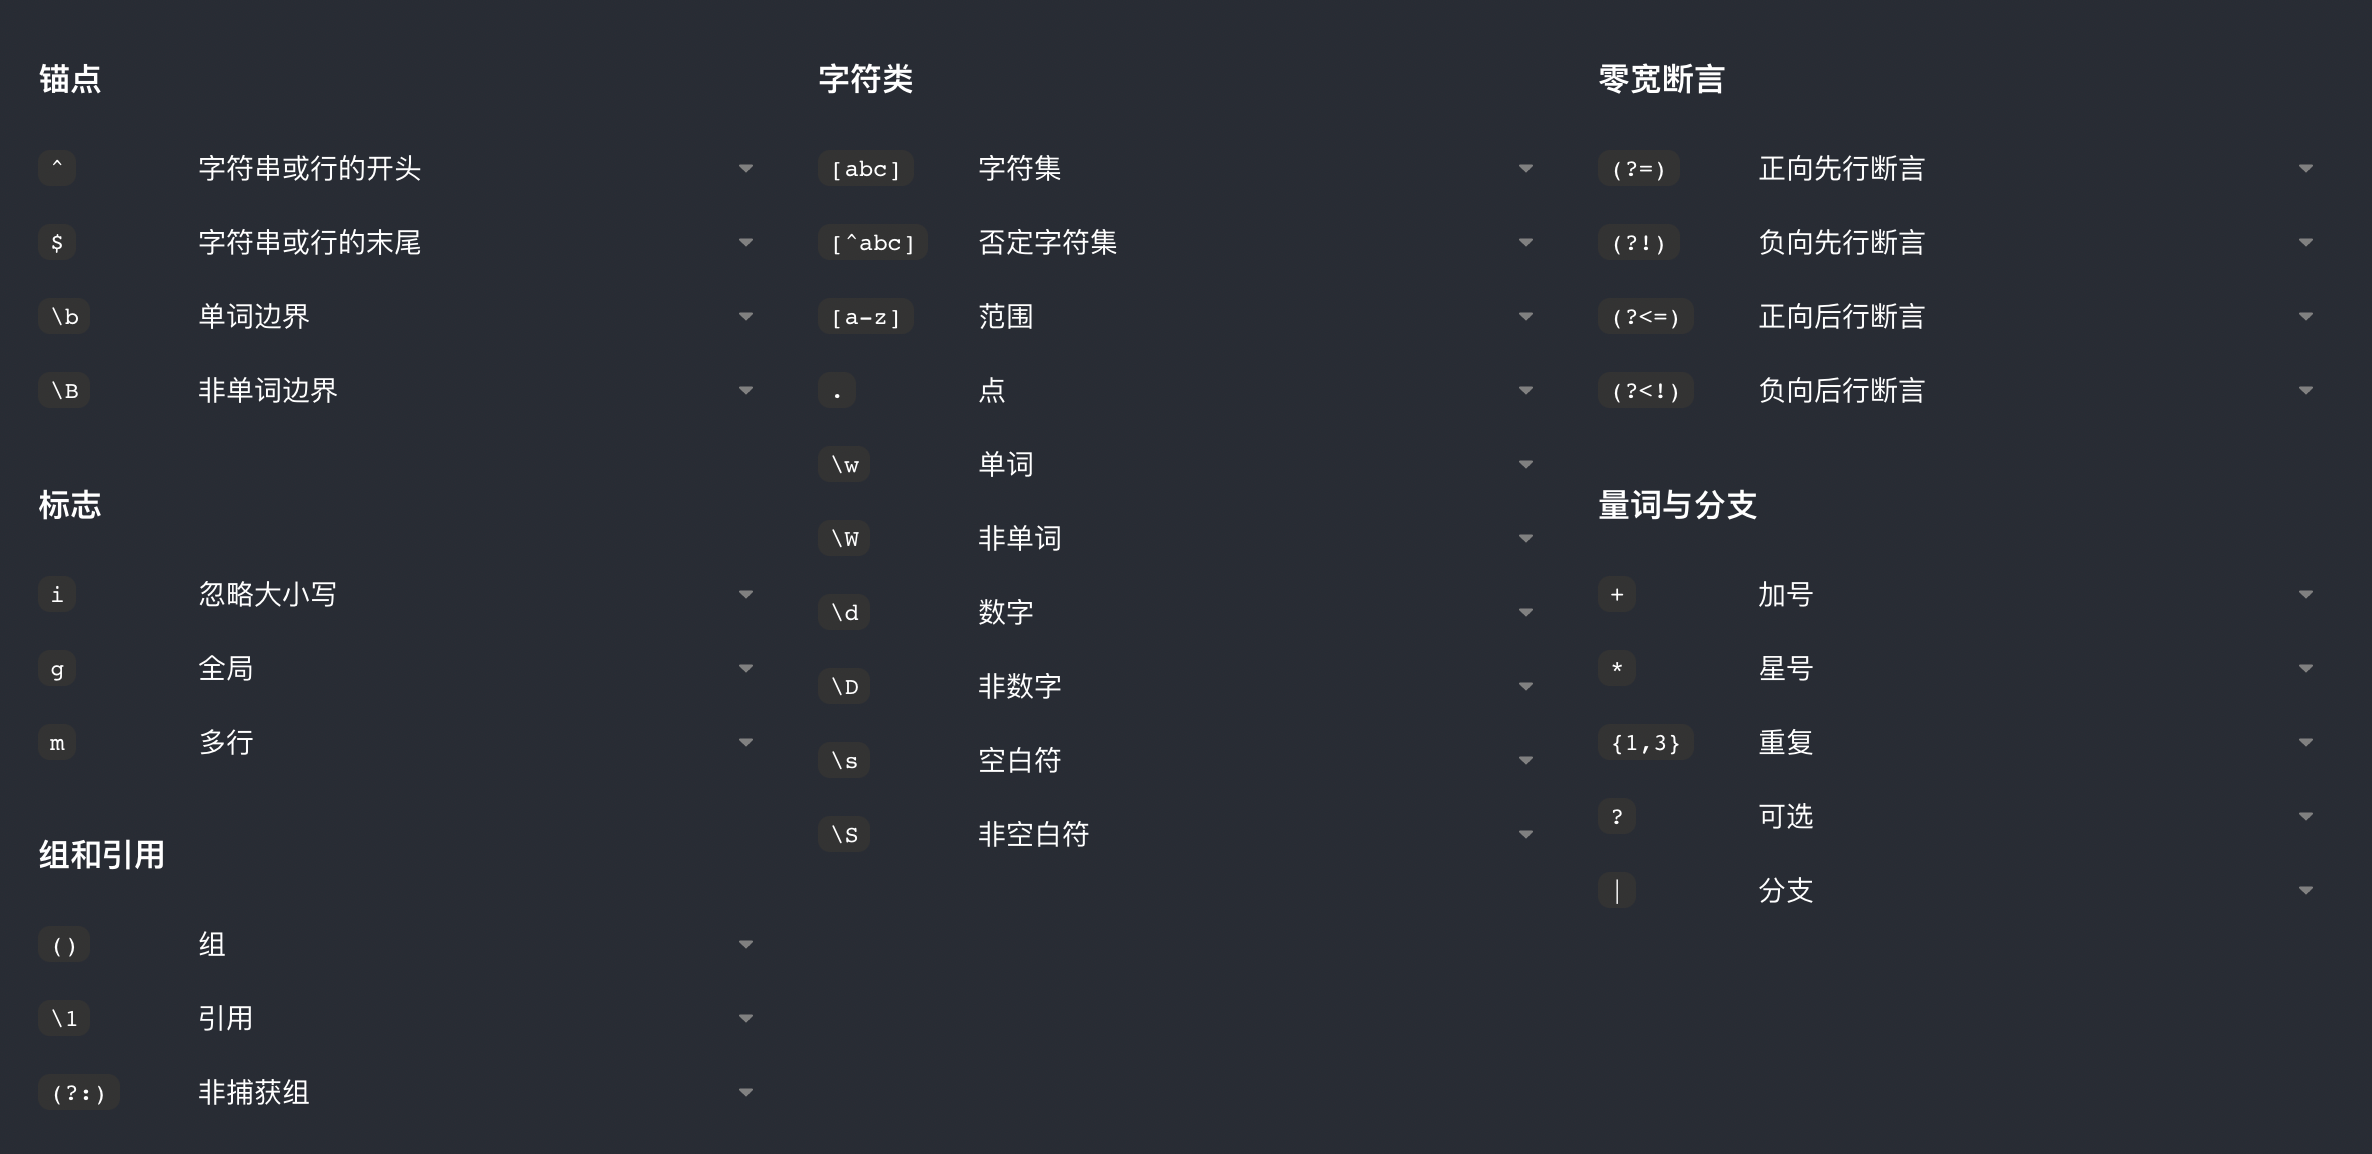 锚点
^ 字符串或行的开头
$ 字符串或行的末尾
\b 单词边界
\B 非单词边界
标志
i 忽略大小写
g 全局
m 多行
组和引用
() 组
\1 引用
(?:) 非捕获组
字符类
[abc] 字符集
[^abc] 否定字符集
[a-z] 范围
. 点
\w 单词
\W 非单词
\d 数字
\D 非数字
\s 空白符
\S 非空白符
零宽断言
(?=) 正向先行断言
(?!) 负向先行断言
(?<=) 正向后行断言
(?<!) 负向后行断言
量词与分支
+ 加号
* 星号
{1,3} 重复
? 可选
| 分支